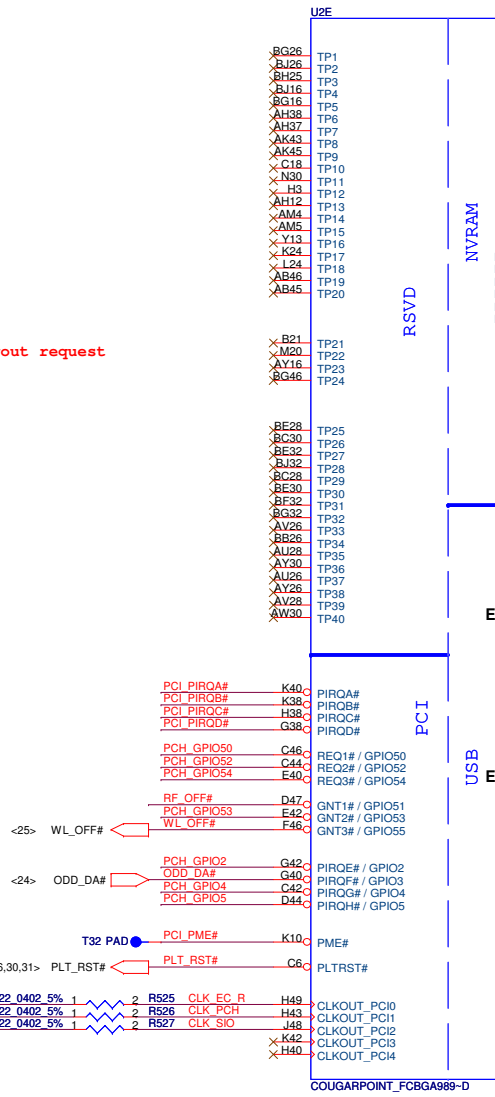 U2E
BG26 TP1
BJ26 TP2
BH25 TP3
BJ16 TP4
BG16 TP5
AH38 TP6
AH37 TP7
AK43 TP8
AK45 TP9
C18 TP10
N30 TP11
H3 TP12
AH12 TP13
AM4 TP14
AM5 TP15
Y13 TP16
K24 TP17
L24 TP18
AB46 TP19
AB45 TP20
NVRAM
RSVD
out request
B21 TP21
M20 TP22
AY16 TP23
BG46 TP24
BE28 TP25
BC30 TP26
BE32 TP27
BJ32 TP28
BC28 TP29
BE30 TP30
BF32 TP31
BG32 TP32
AV26 TP33
BB26 TP34
AU28 TP35
AY30 TP36
AU26 TP37
AY26 TP38
AV28 TP39
AW30 TP40
E
PCI_PIRQA# K40 PIRQA#
PCI_PIRQB# K38 PIRQB#
PCI_PIRQC# H38 PIRQC#
PCI_PIRQD# G38 PIRQD#
PCI
USB
PCH_GPIO50 C46 REQ1# / GPIO50
PCH_GPIO52 C44 REQ2# / GPIO52
PCH_GPIO54 E40 REQ3# / GPIO54
E
RF_OFF# D47 GNT1# / GPIO51
PCH_GPIO53 E42 GNT2# / GPIO53
<25> WL_OFF# WL_OFF# F46 GNT3# / GPIO55
PCH_GPIO2 G42 PIRQE# / GPIO2
<24> ODD_DA# ODD_DA# G40 PIRQF# / GPIO3
PCH_GPIO4 C42 PIRQG# / GPIO4
PCH_GPIO5 D44 PIRQH# / GPIO5
T32 PAD PCI_PME# K10 PME#
6,30,31> PLT_RST# PLT_RST# C6 PLTRST#
22_0402_5% 1 2 R525 CLK_EC_R H49 CLKOUT_PCI0
22_0402_5% 1 2 R526 CLK_PCH H43 CLKOUT_PCI1
22_0402_5% 1 2 R527 CLK_SIO J48 CLKOUT_PCI2
K42 CLKOUT_PCI3
H40 CLKOUT_PCI4
COUGARPOINT_FCBGA989~D